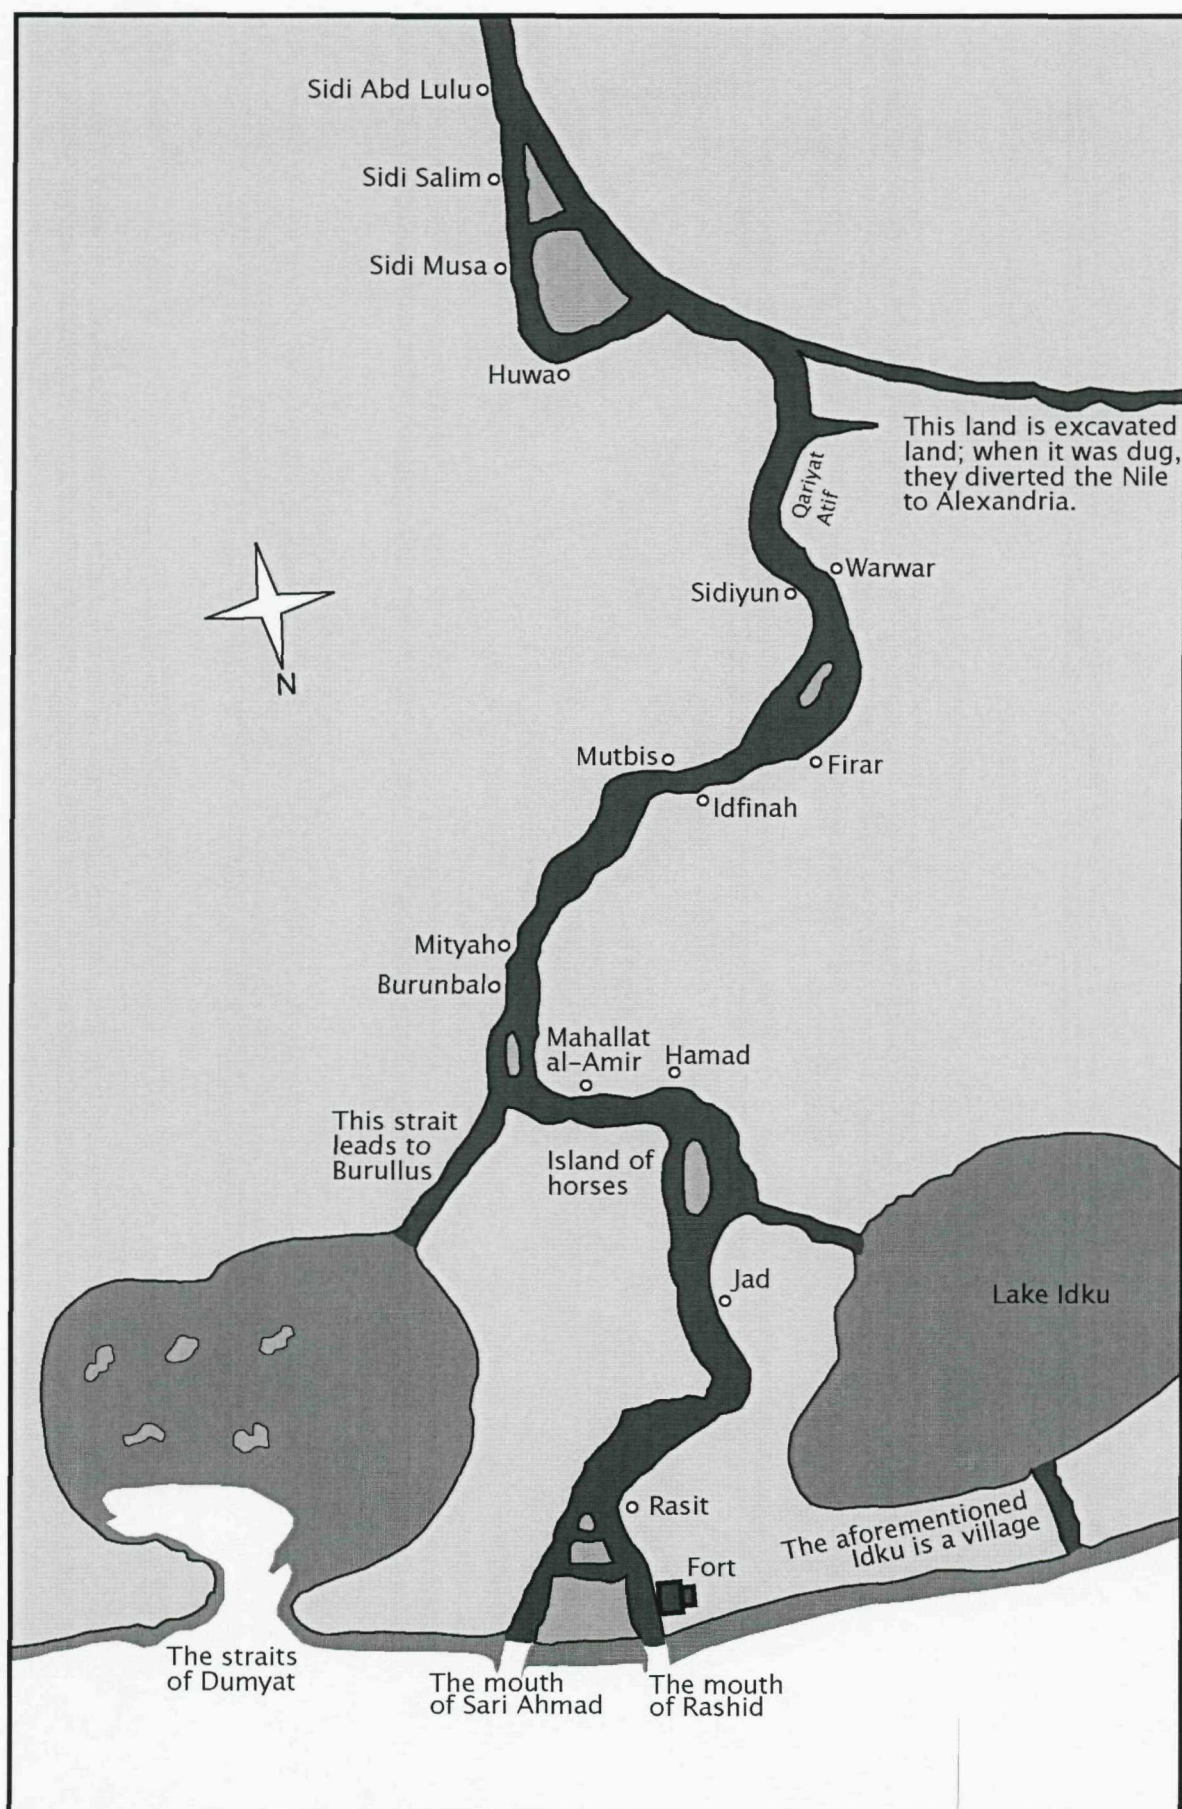 Sidi Abd Lulu
Sidi Salim
Sidi Musa
Huwa
This land is excavated
land; when it was dug,
they diverted the Nile
to Alexandria.
Qariyat
Atif
Warwar
Sidiyun
N
Mutbis
Firar
Idfinah
Mityah
Burunbal
Mahallat
al-Amir
Hamad
This strait
leads to
Burullus
Island of
horses
Jad
Lake Idku
Rasit
The aforementioned
Idku is a village
Fort
The straits
of Dumyat
The mouth
of Sari Ahmad
The mouth
of Rashid